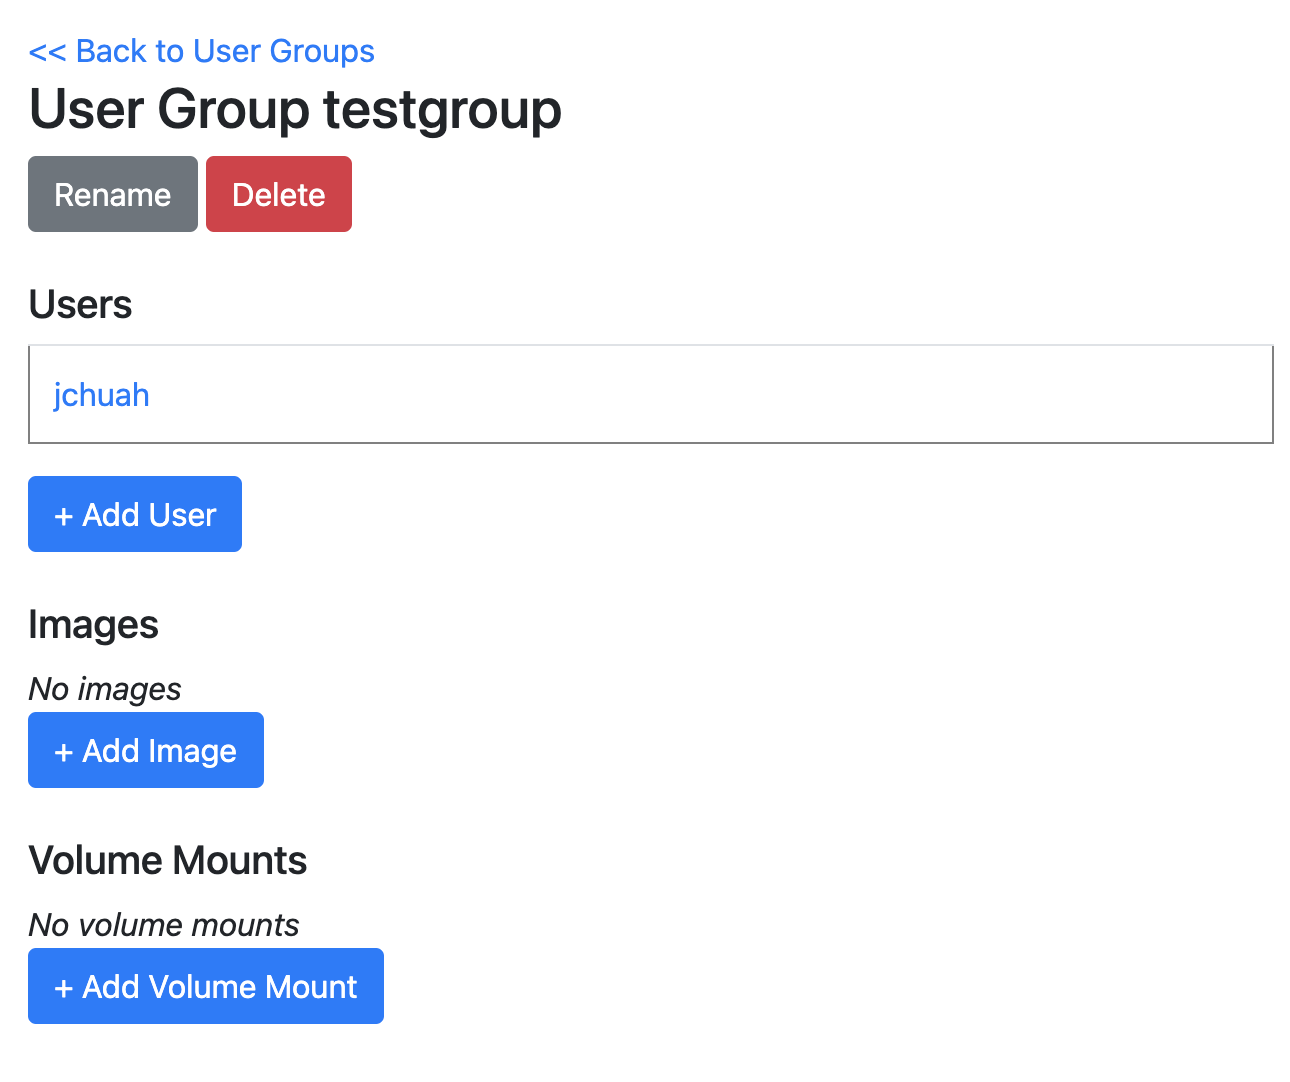 << Back to User Groups
User Group testgroup
Rename Delete
Users
jchuah
+ Add User
Images
No images
+ Add Image
Volume Mounts
No volume mounts
+ Add Volume Mount